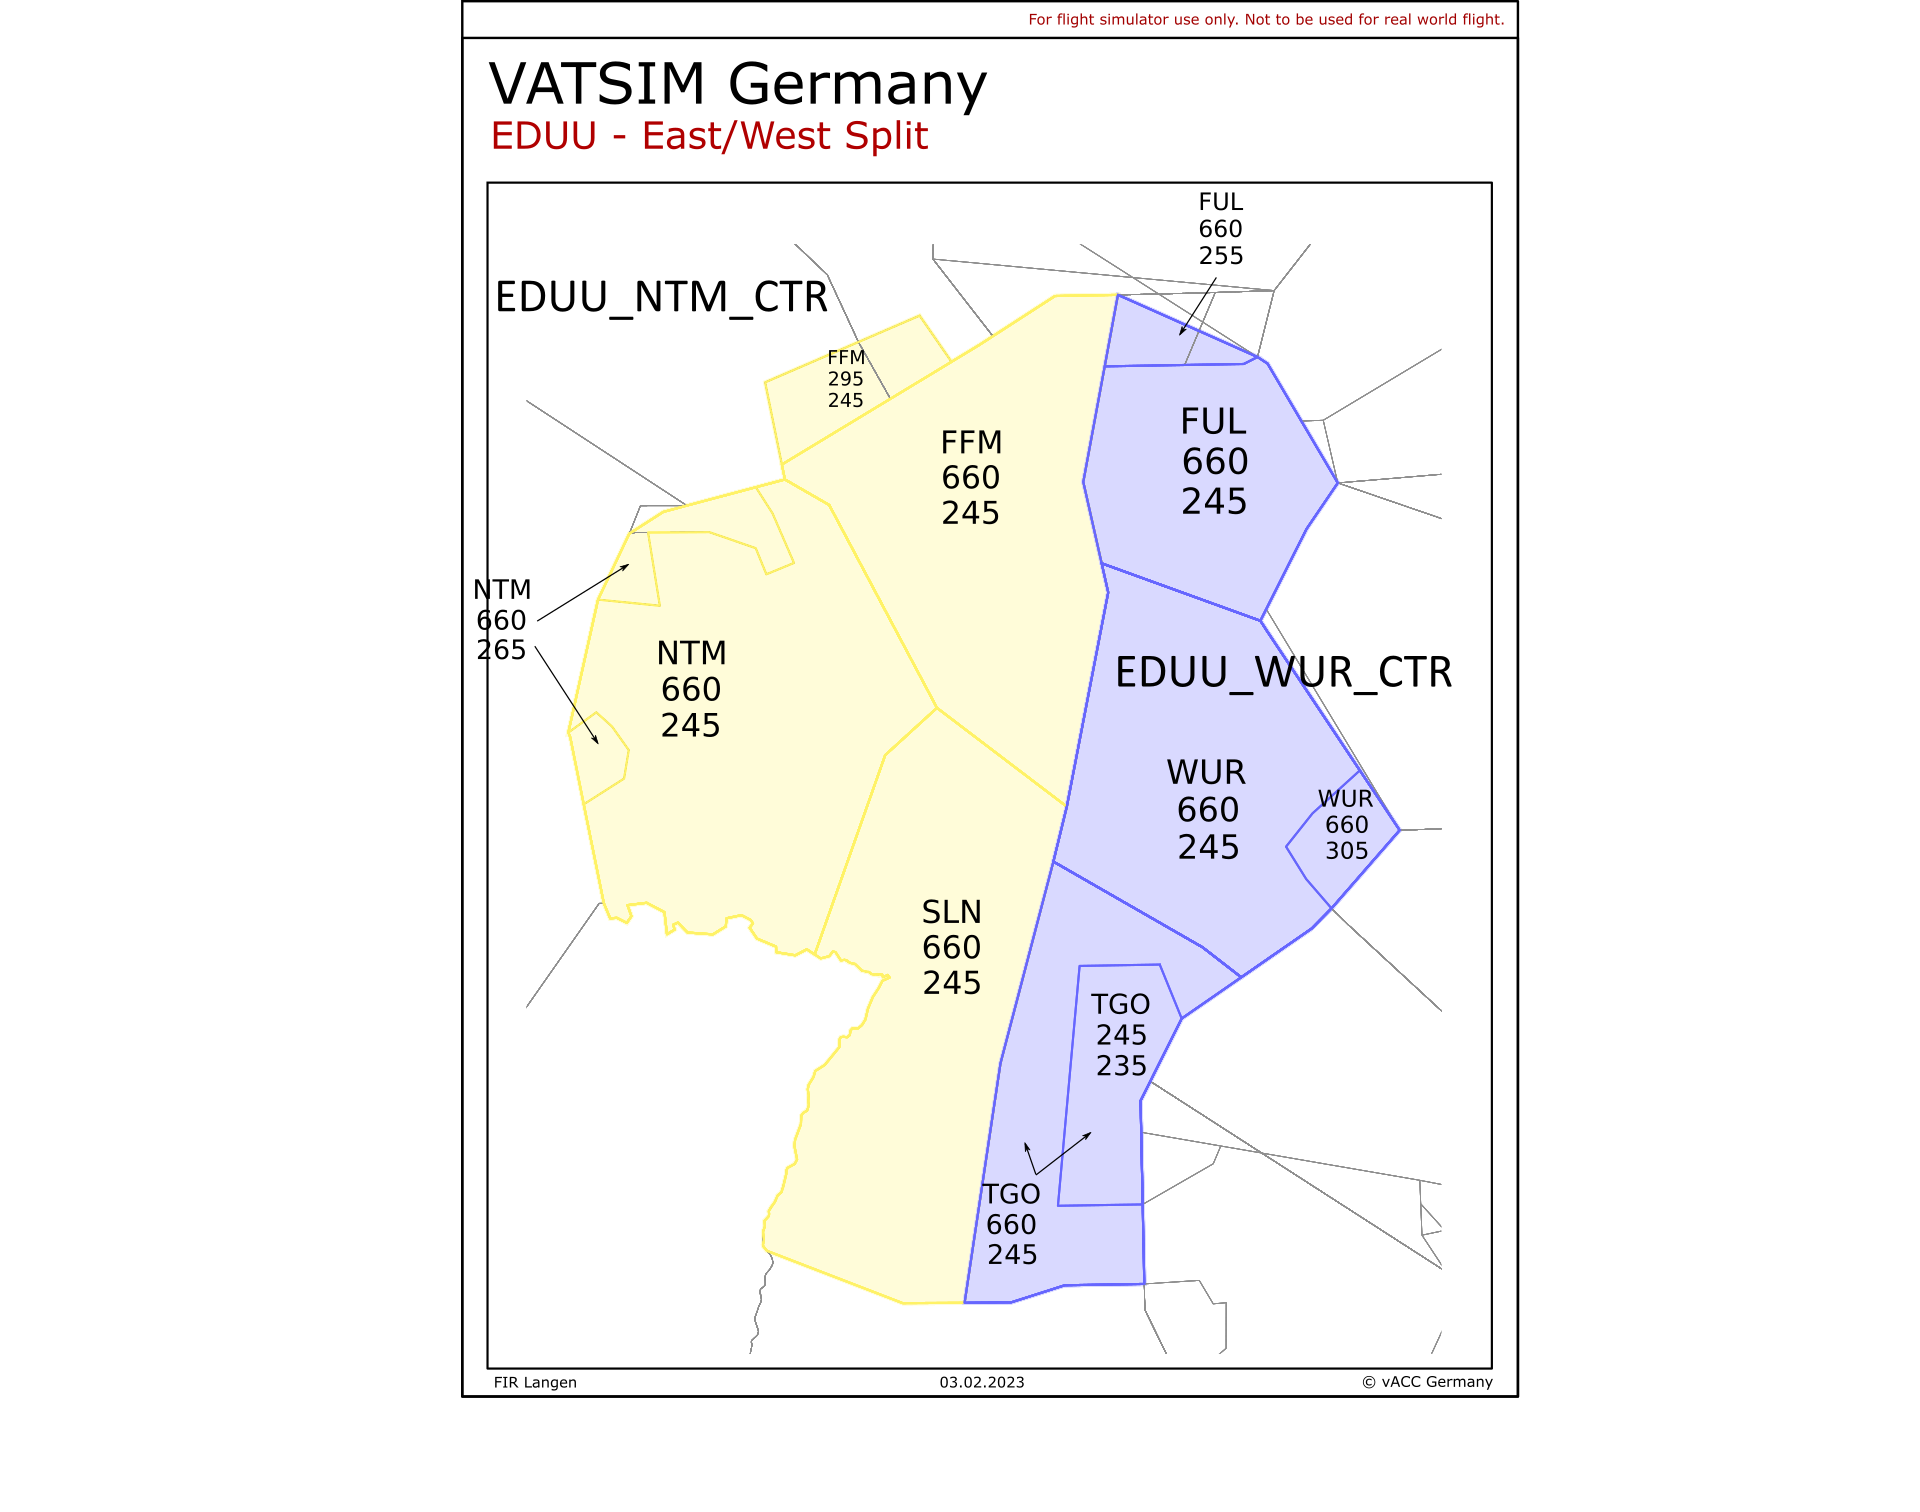 For flight simulator use only. Not to be used for real world flight.
VATSIM Germany
EDUU - East/West Split
FUL
660
255
EDUU_NTM_CTR
FFM
295
245
FFM
660
245
FUL
660
245
NTM
660
265
NTM
660
245
EDUU_WUR_CTR
WUR
660
245
WUR
660
305
SLN
660
245
TGO
245
235
TGO
660
245
FIR Langen
03.02.2023
© vACC Germany